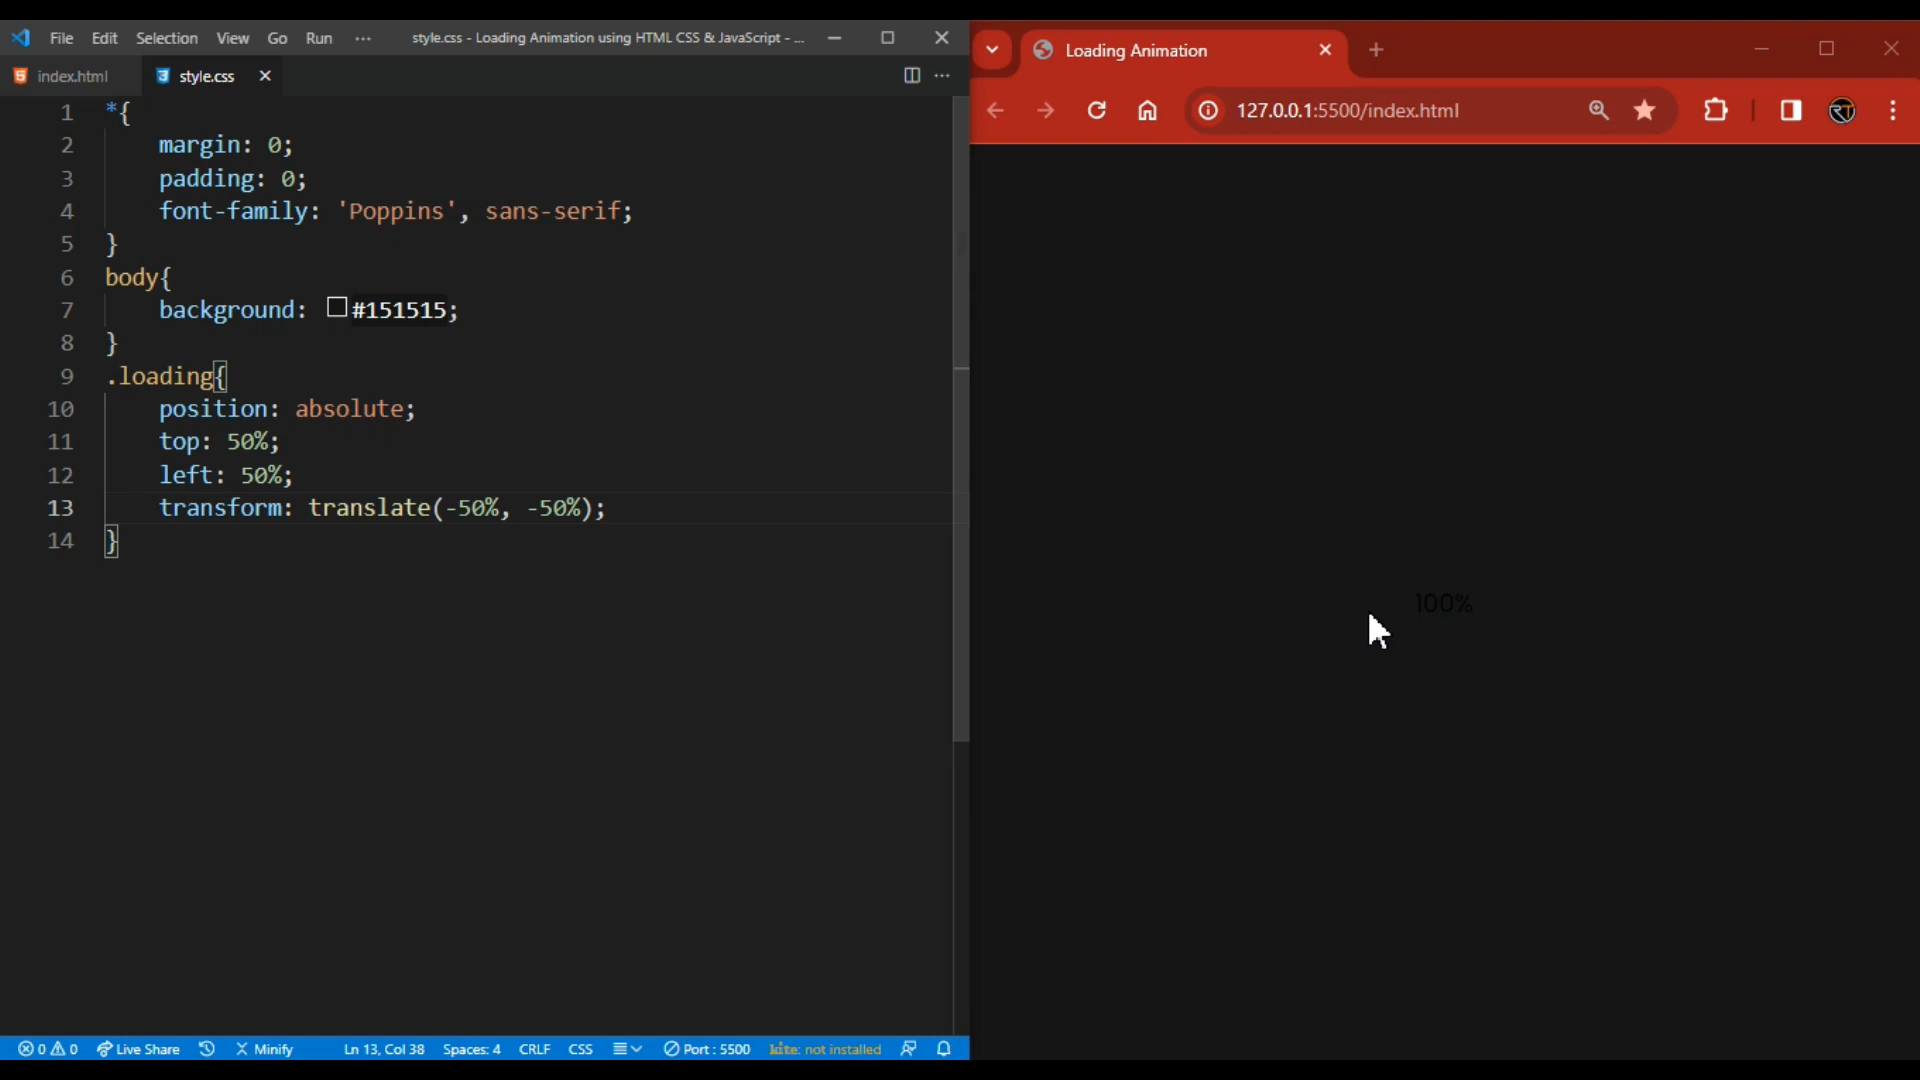 File Edit Selection View Go Run ··· style.css - Loading Animation using HTML CSS & JavaScript - ...
index.html style.css
1 *{
2 margin: 0;
3 padding: 0;
4 font-family: 'Poppins', sans-serif;
5 }
6 body{
7 background: #151515;
8 }
9 .loading{
10 position: absolute;
11 top: 50%;
12 left: 50%;
13 transform: translate(-50%, -50%);
14 }
0 0 Live Share Minify Ln 13, Col 38 Spaces: 4 CRLF CSS Port : 5500 kite: not installed
Loading Animation
127.0.0.1:5500/index.html RT
100%